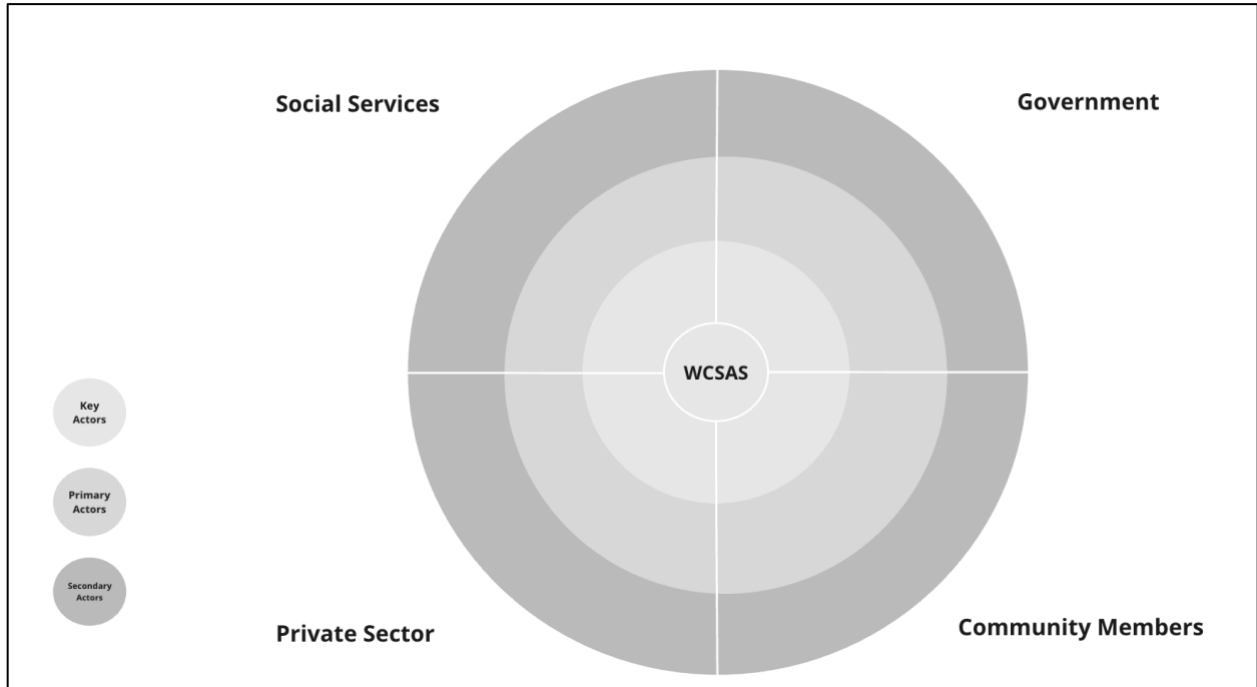 Social Services
Government
WCSAS
Key
Actors
Primary
Actors
Secondary
Actors
Private Sector
Community Members